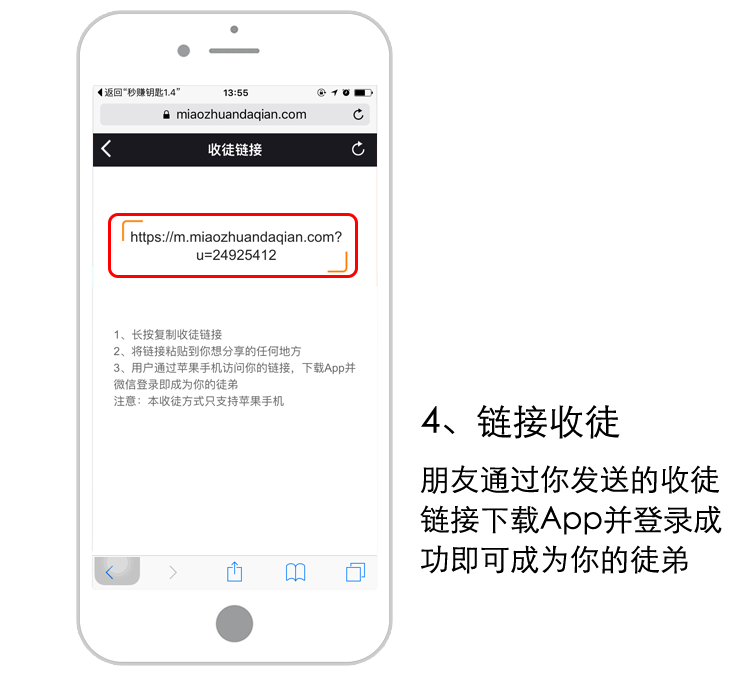 返回“秒赚钥匙1.4”
13:55
miaozhuandaqian.com
收徒链接
https://m.miaozhuandaqian.com?
u=24925412
1、长按复制收徒链接
2、将链接粘贴到你想分享的任何地方
3、用户通过苹果手机访问你的链接，下载App并
微信登录即成为你的徒弟
注意：本收徒方式只支持苹果手机
4、链接收徒
朋友通过你发送的收徒
链接下载App并登录成
功即可成为你的徒弟